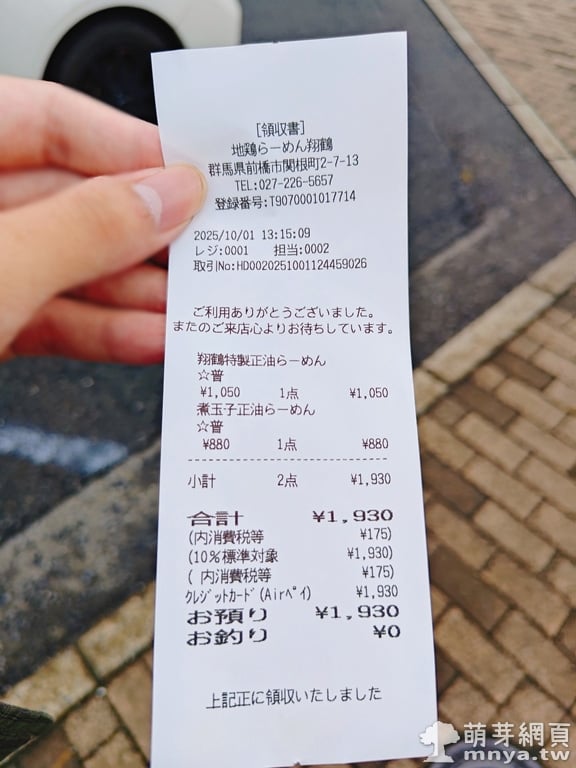 [領収書]
地鶏らーめん翔鶴
群馬県前橋市関根町2-7-13
TEL:027-226-5657
登録番号:T9070001017714
2025/10/01 13:15:09
レジ:0001 担当:0002
取引No:HD0020251001124459026
ご利用ありがとうございました。
またのご来店心よりお待ちしています。
翔鶴特製正油らーめん
☆普
¥1,050 1点 ¥1,050
煮玉子正油らーめん
☆普
¥880 1点 ¥880
小計 2点 ¥1,930
合計 ¥1,930
(内消費税等 ¥175)
(10%標準対象 ¥1,930)
( 内消費税等 ¥175)
ｸﾚｼﾞｯﾄｶｰﾄﾞ(Airﾍﾟｲ) ¥1,930
お預り ¥1,930
お釣り ¥0
上記正に領収いたしました
萌芽網頁
mnya.tw